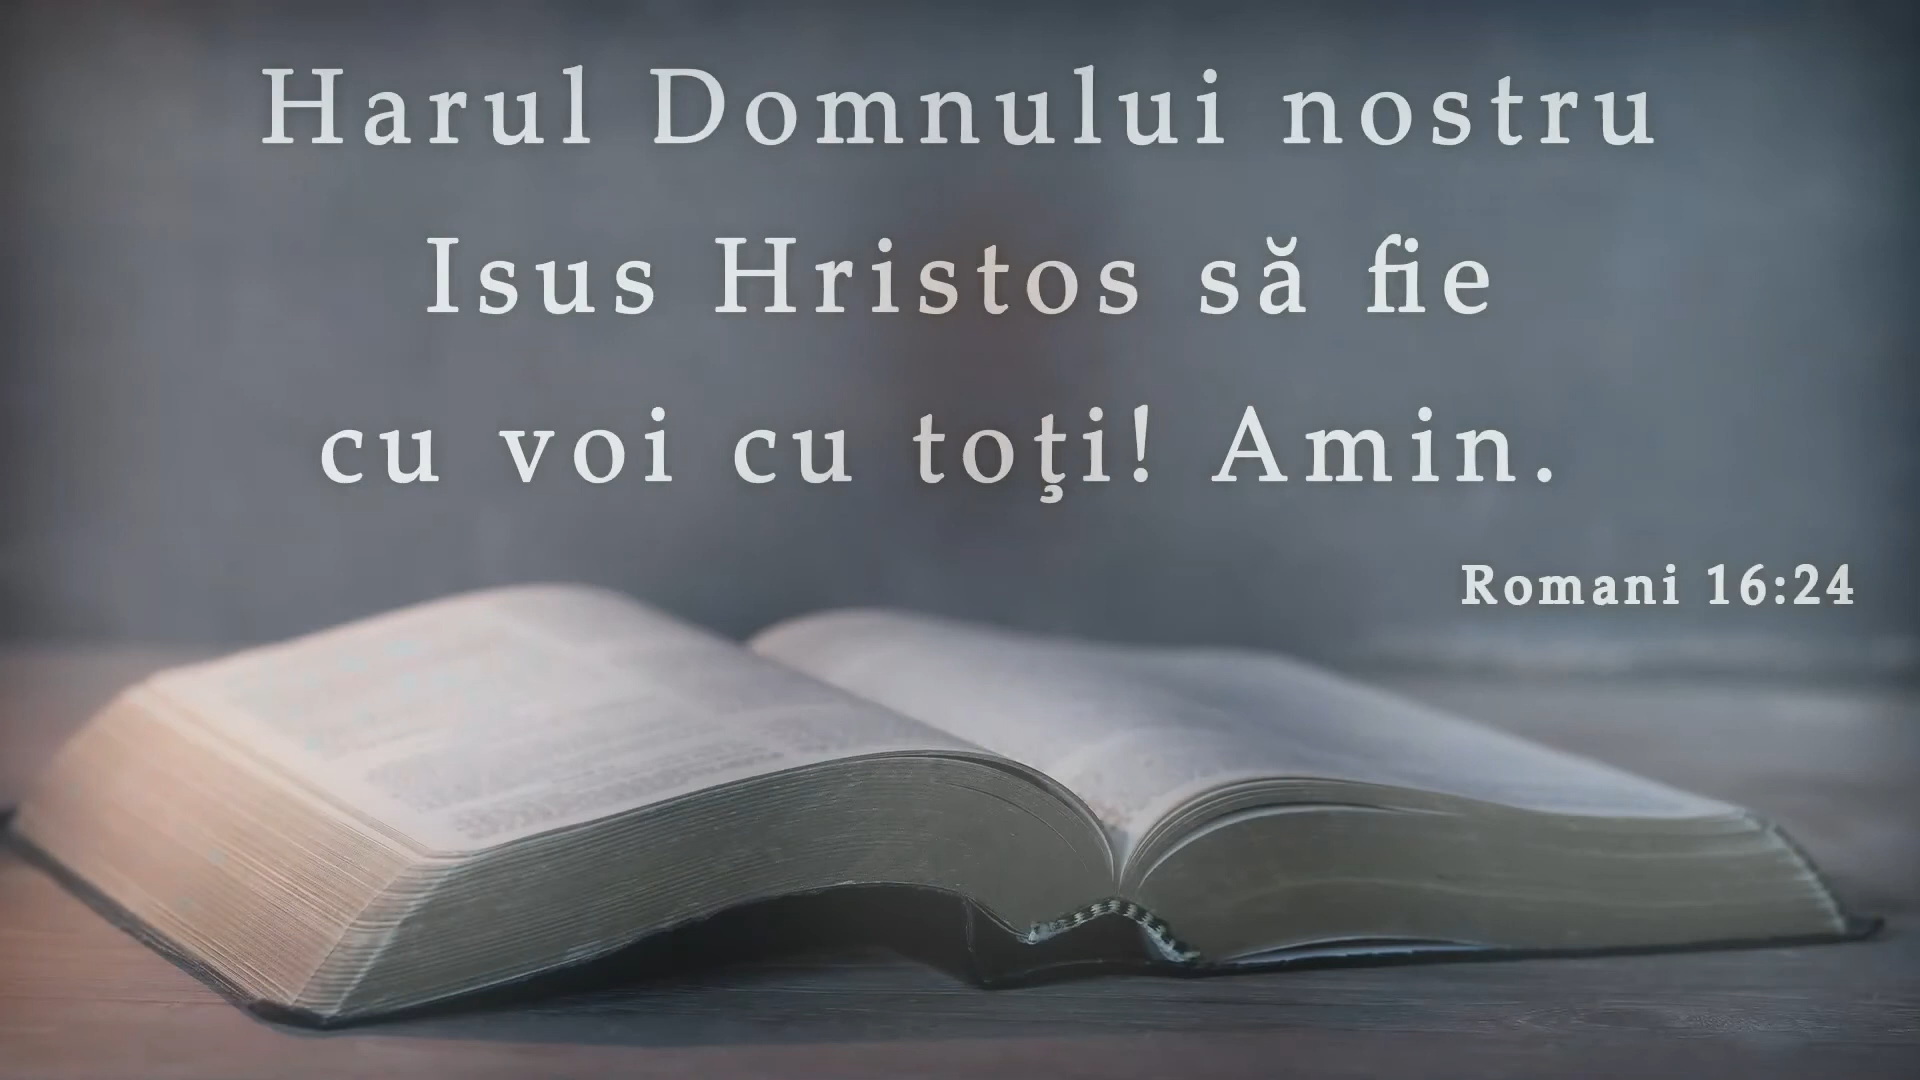 Harul Domnului nostru
Isus Hristos să fie
cu voi cu toţi! Amin.
Romani 16:24